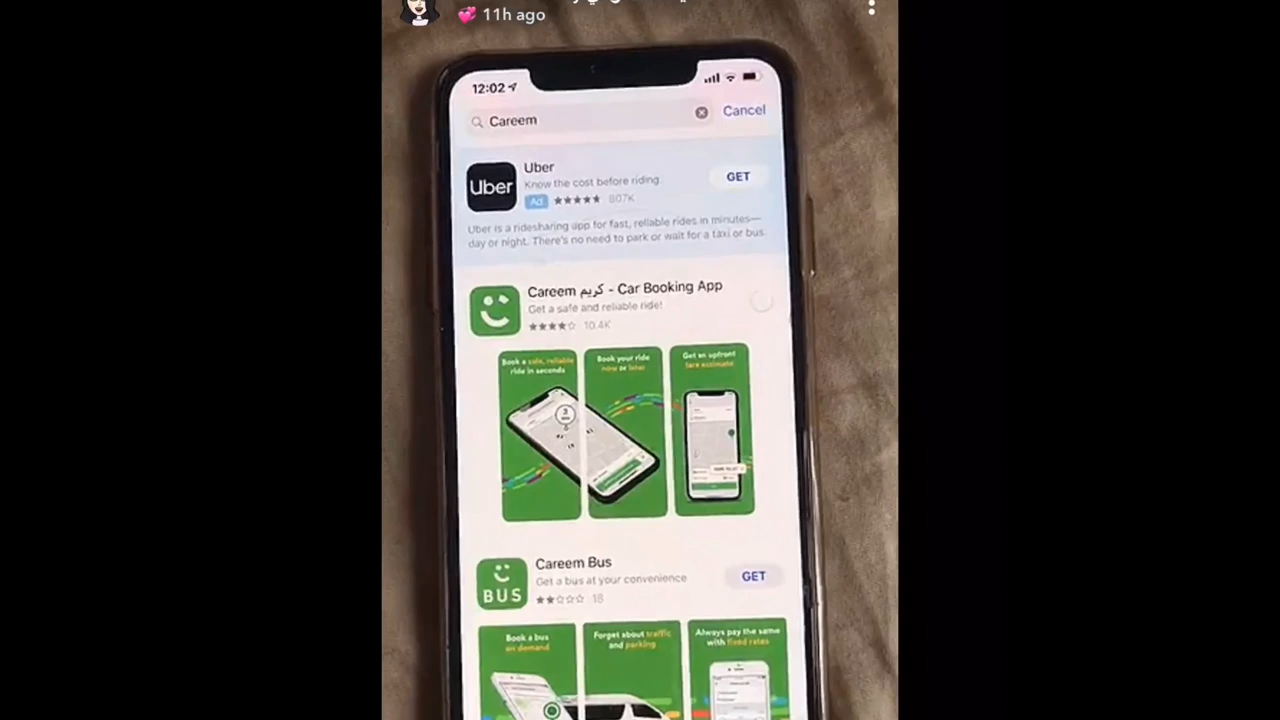 11h ago
12:02
Careem
Cancel
Uber
Uber
Know the cost before riding.
Ad 807K
GET
Uber is a ridesharing app for fast, reliable rides in minutes—
day or night. There's no need to park or wait for a taxi or bus.
Careem كريم - Car Booking App
Get a safe and reliable ride!
10.4K
Book a safe, reliable
ride in seconds
Book your ride
now or later
Get an upfront
fare estimate
BUS
Careem Bus
Get a bus at your convenience
18
GET
Book a bus
on demand
Forget about traffic
and parking
Always pay the same
with fixed rates